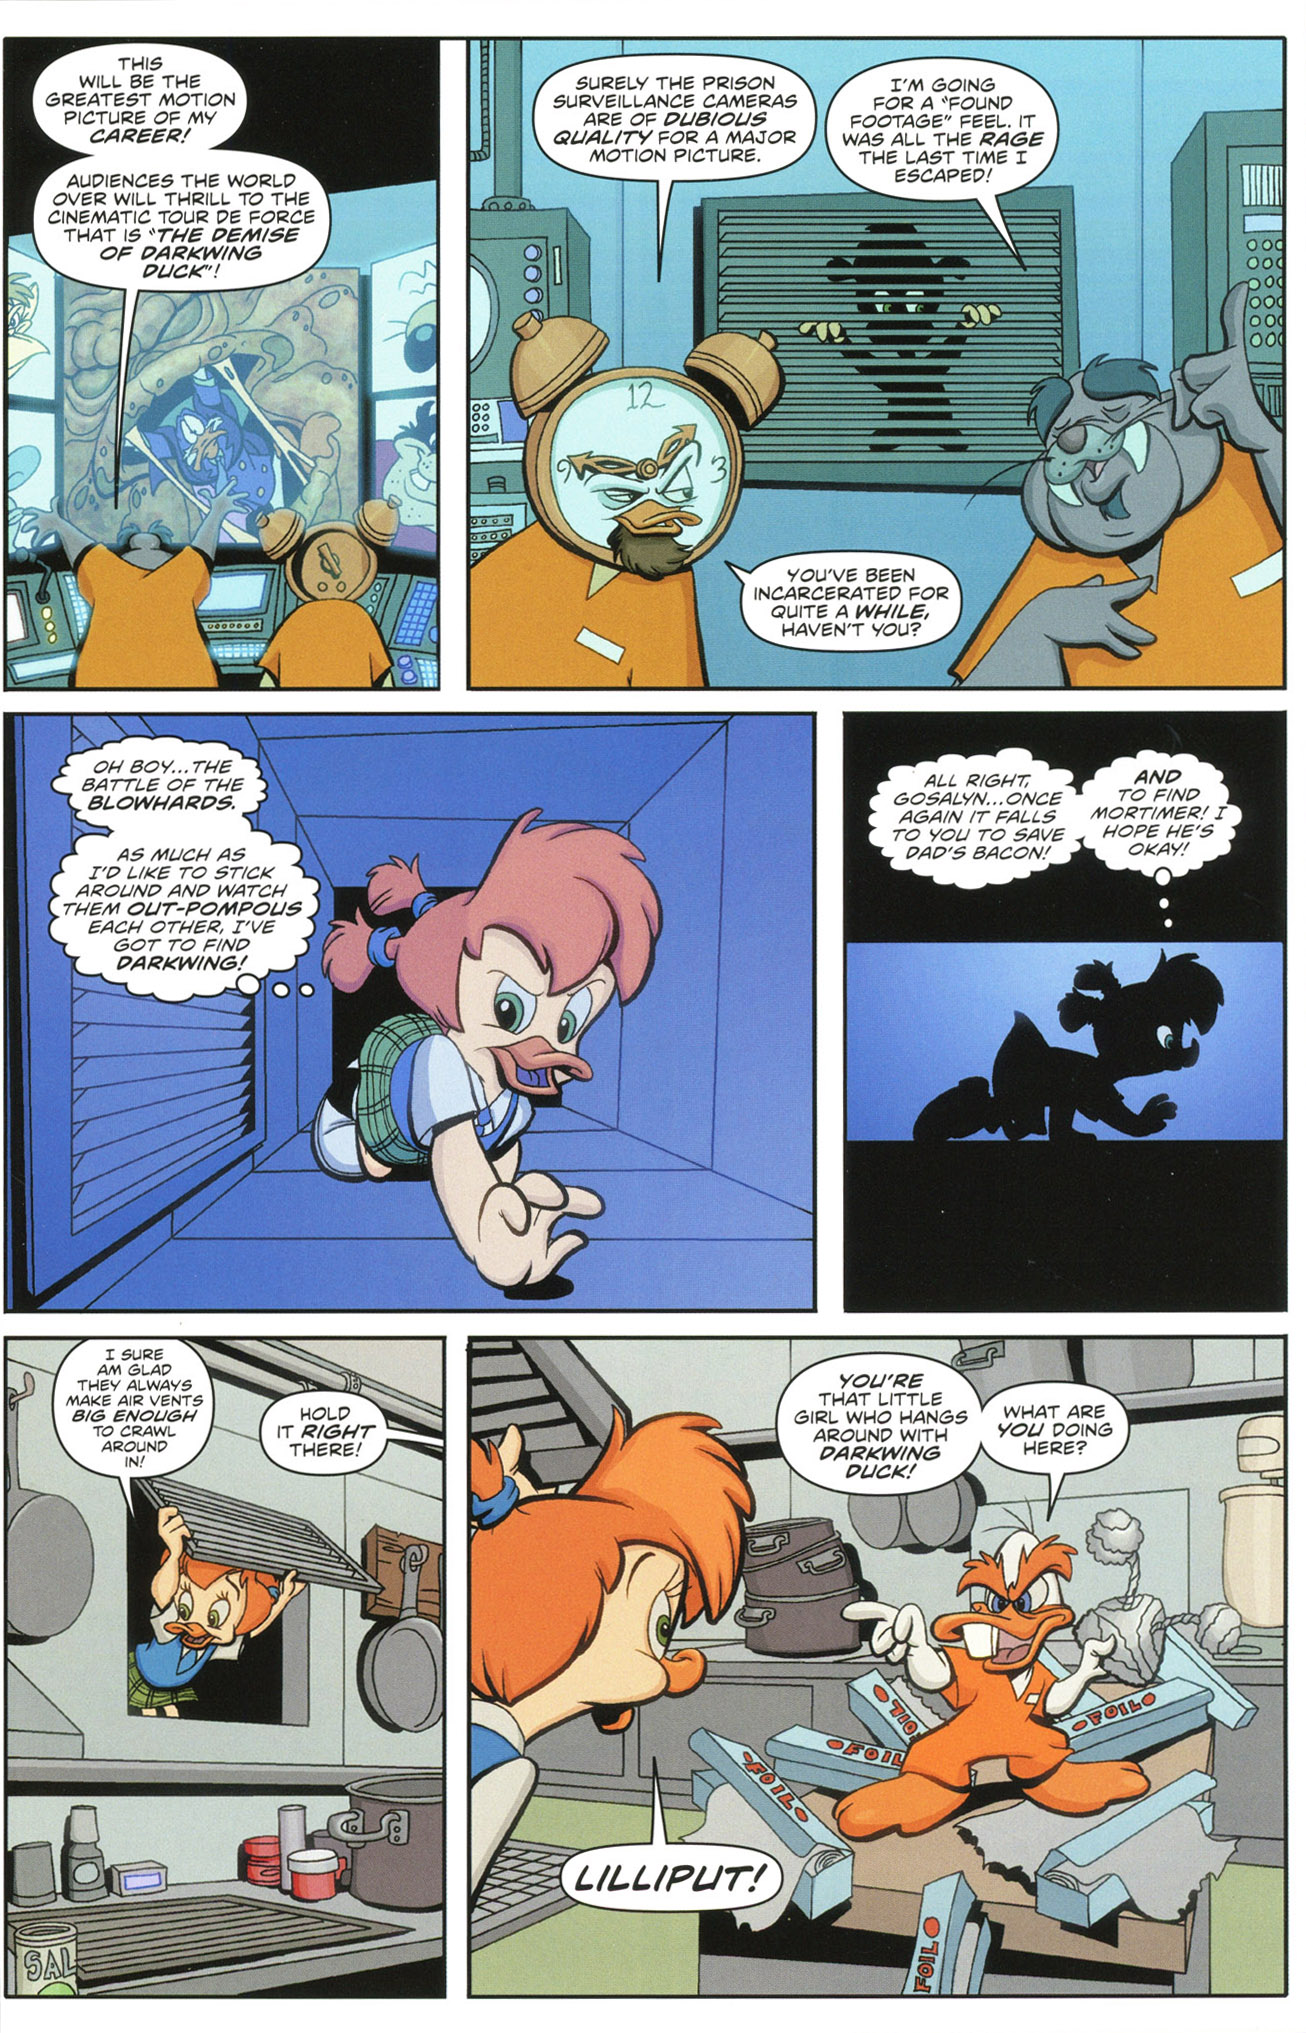 THIS
WILL BE THE
GREATEST MOTION
PICTURE OF MY
CAREER!
AUDIENCES THE WORLD
OVER WILL THRILL TO THE
CINEMATIC TOUR DE FORCE
THAT IS "THE DEMISE
OF DARKWING
DUCK"!
SURELY THE PRISON
SURVEILLANCE CAMERAS
ARE OF DUBIOUS
QUALITY FOR A MAJOR
MOTION PICTURE.
I'M GOING
FOR A "FOUND
FOOTAGE" FEEL. IT
WAS ALL THE RAGE
THE LAST TIME I
ESCAPED!
12
9
3
YOU'VE BEEN
INCARCERATED FOR
QUITE A WHILE,
HAVEN'T YOU?
OH BOY...THE
BATTLE OF THE
BLOWHARDS.
AS MUCH AS
I'D LIKE TO STICK
AROUND AND WATCH
THEM OUT-POMPOUS
EACH OTHER, I'VE
GOT TO FIND
DARKWING!
ALL RIGHT,
GOSALYN...ONCE
AGAIN IT FALLS
TO YOU TO SAVE
DAD'S BACON!
AND
TO FIND
MORTIMER! I
HOPE HE'S
OKAY!
I SURE
AM GLAD
THEY ALWAYS
MAKE AIR VENTS
BIG ENOUGH
TO CRAWL
AROUND
IN!
HOLD
IT RIGHT
THERE!
SAL
YOU'RE
THAT LITTLE
GIRL WHO HANGS
AROUND WITH
DARKWING
DUCK!
WHAT ARE
YOU DOING
HERE?
FOIL
FOIL
FOIL
FOIL
FOIL
LILLIPUT!